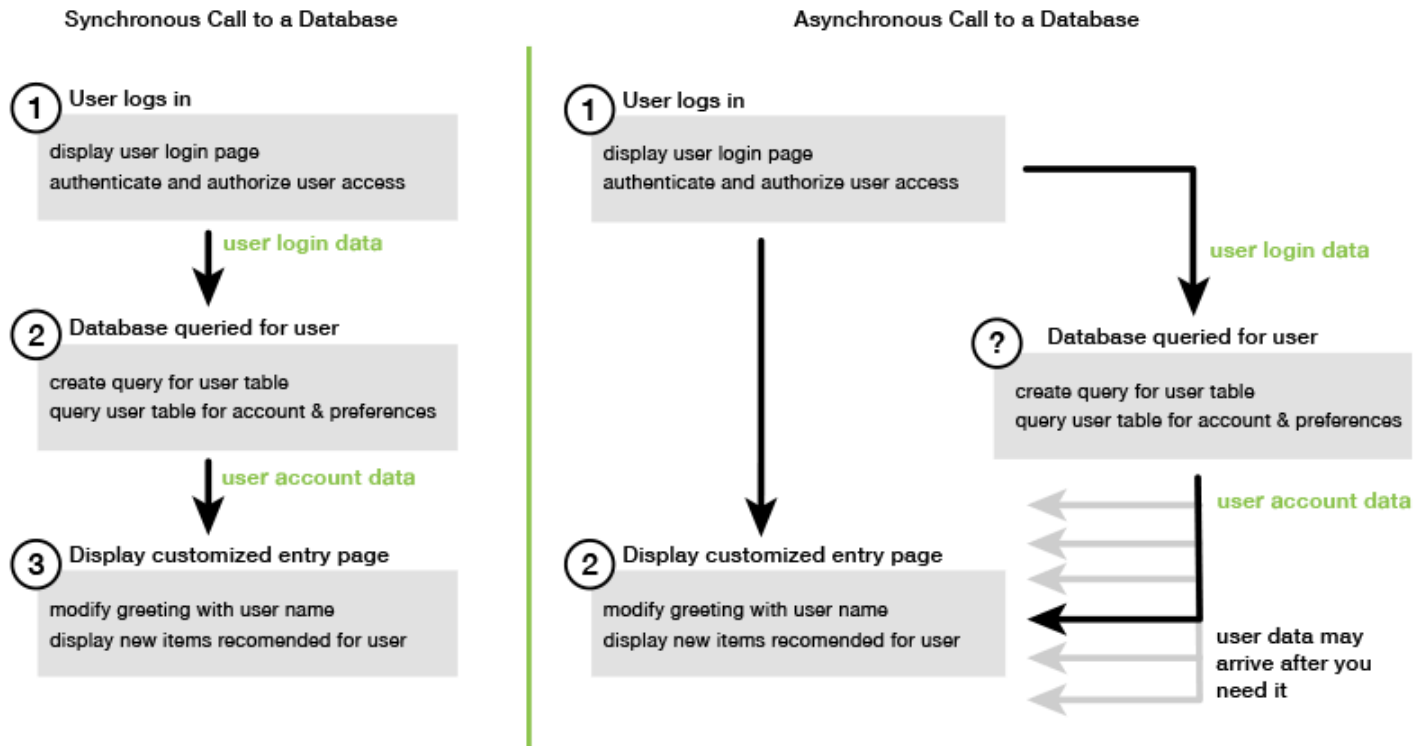 Synchronous Call to a Database
1
User logs in
display user login page
authenticate and authorize user access
user login data
2
Database queried for user
create query for user table
query user table for account & preferences
user account data
3
Display customized entry page
modify greeting with user name
display new items recomended for user
Asynchronous Call to a Database
1
User logs in
display user login page
authenticate and authorize user access
user login data
?
Database queried for user
create query for user table
query user table for account & preferences
user account data
2
Display customized entry page
modify greeting with user name
display new items recomended for user
user data may
arrive after you
need it